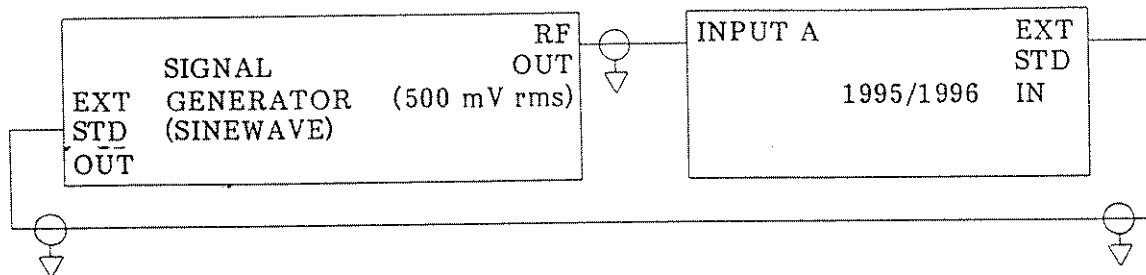 RF
OUT
SIGNAL
EXT GENERATOR (500 mV rms)
STD (SINEWAVE)
OUT
INPUT A EXT
STD
1995/1996 IN